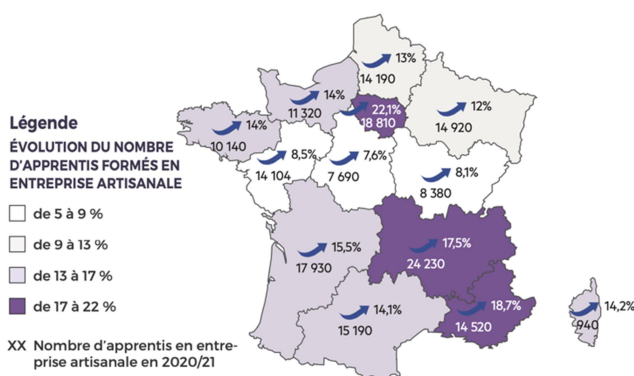 13%
14 190
14%
11 320
22,1%
18 810
12%
14 920
14%
10 140
8,5%
14 104
7,6%
7 690
8,1%
8 380
15,5%
17 930
17,5%
24 230
14,1%
15 190
18,7%
14 520
14,2%
940
Légende
ÉVOLUTION DU NOMBRE
D'APPRENTIS FORMÉS EN
ENTREPRISE ARTISANALE
de 5 à 9 %
de 9 à 13 %
de 13 à 17 %
de 17 à 22 %
XX Nombre d'apprentis en entre-
prise artisanale en 2020/21